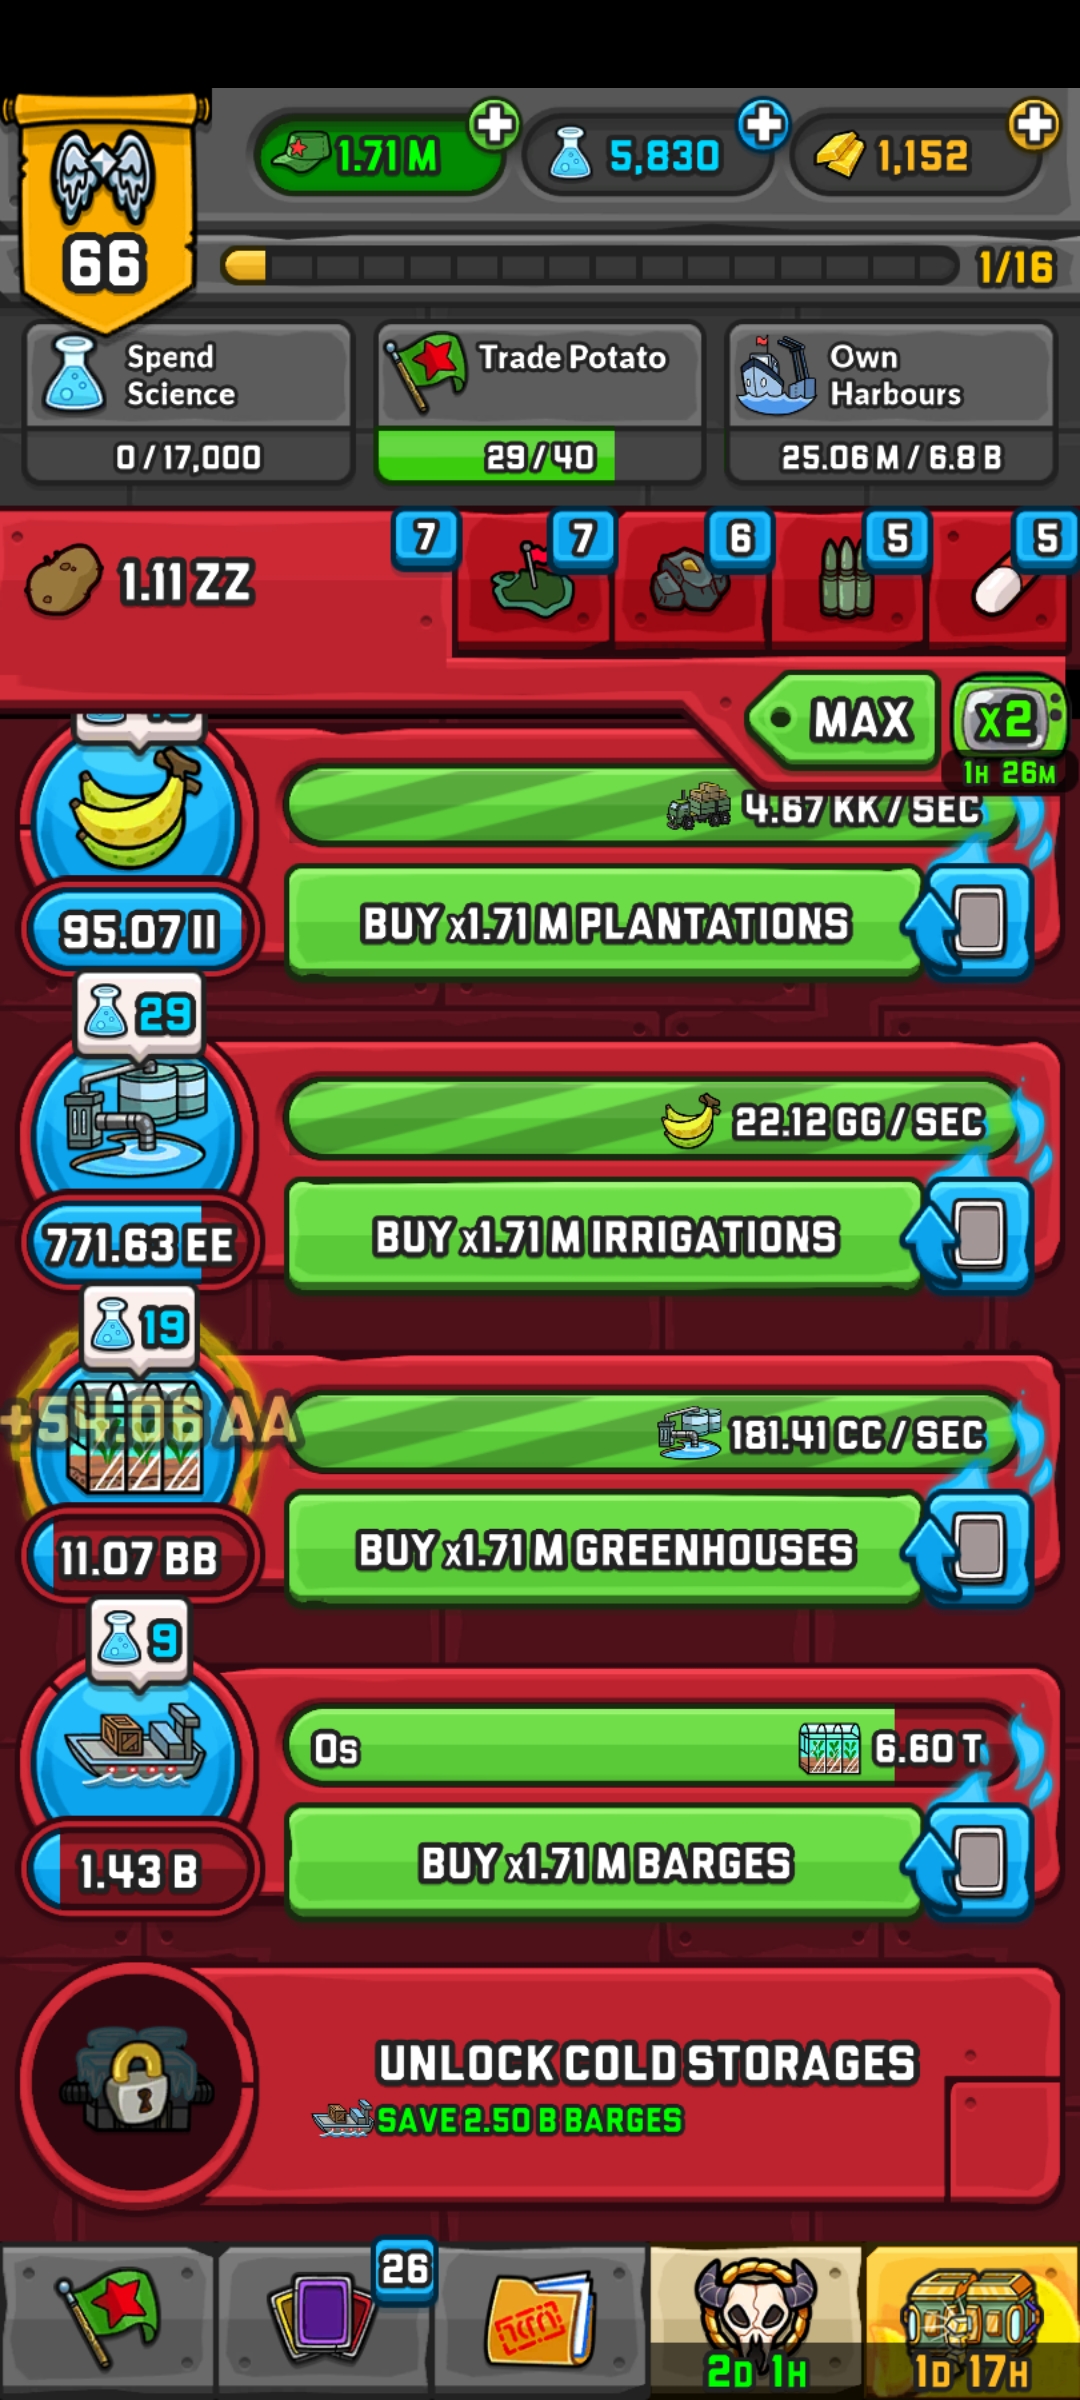 1.71 M
5,830
1,152
66
1/16
Spend
Science
0 / 17,000
Trade Potato
29 / 40
Own
Harbours
25.06 M / 6.8 B
1.11 ZZ
7
7
6
5
5
MAX
x2
1H 26M
4.67 KK / SEC
BUY x1.71 M PLANTATIONS
95.07 II
29
22.12 GG / SEC
BUY x1.71 M IRRIGATIONS
771.63 EE
19
+54.06 AA
181.41 CC / SEC
BUY x1.71 M GREENHOUSES
11.07 BB
9
0s
6.60 T
BUY x1.71 M BARGES
1.43 B
UNLOCK COLD STORAGES
SAVE 2.50 B BARGES
26
2D 1H
1D 17H